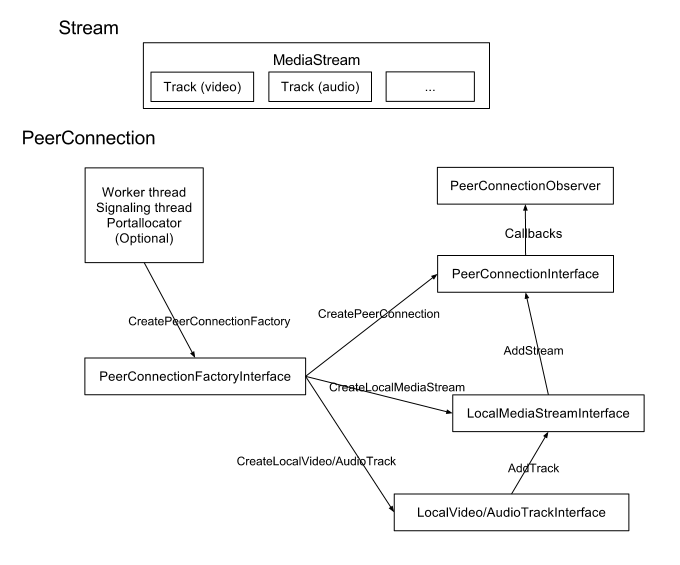 Stream
MediaStream
Track (video)
Track (audio)
...
PeerConnection
Worker thread
Signaling thread
Portallocator
(Optional)
PeerConnectionObserver
Callbacks
PeerConnectionInterface
CreatePeerConnectionFactory
CreatePeerConnection
AddStream
PeerConnectionFactoryInterface
CreateLocalMediaStream
LocalMediaStreamInterface
CreateLocalVideo/AudioTrack
AddTrack
LocalVideo/AudioTrackInterface